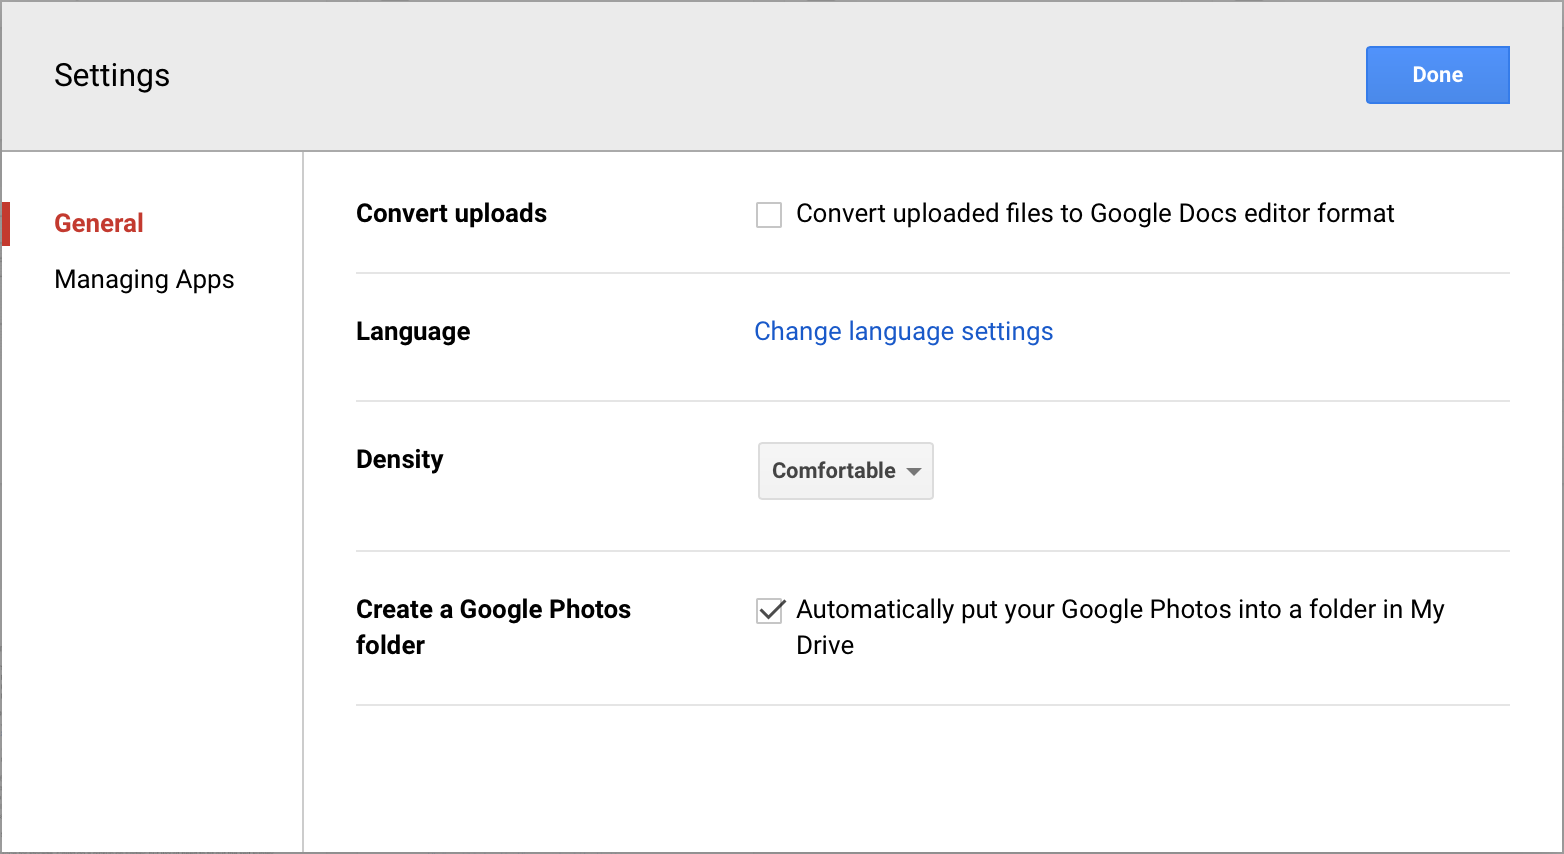 Settings
Done
General
Managing Apps
Convert uploads
Convert uploaded files to Google Docs editor format
Language
Change language settings
Density
Comfortable
Create a Google Photos
folder
Automatically put your Google Photos into a folder in My
Drive